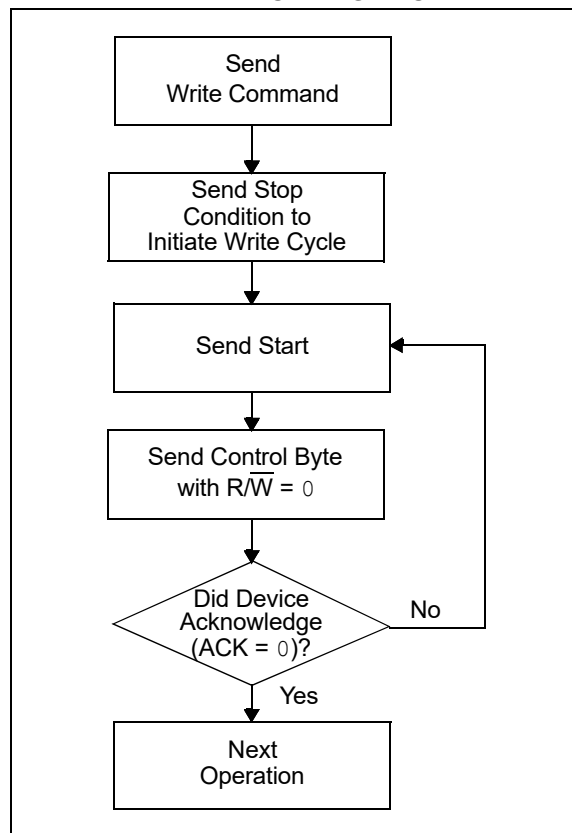 Send
Write Command
Send Stop
Condition to
Initiate Write Cycle
Send Start
Send Control Byte
with R/W̅ = 0
Did Device
Acknowledge
(ACK = 0)?
No
Yes
Next
Operation